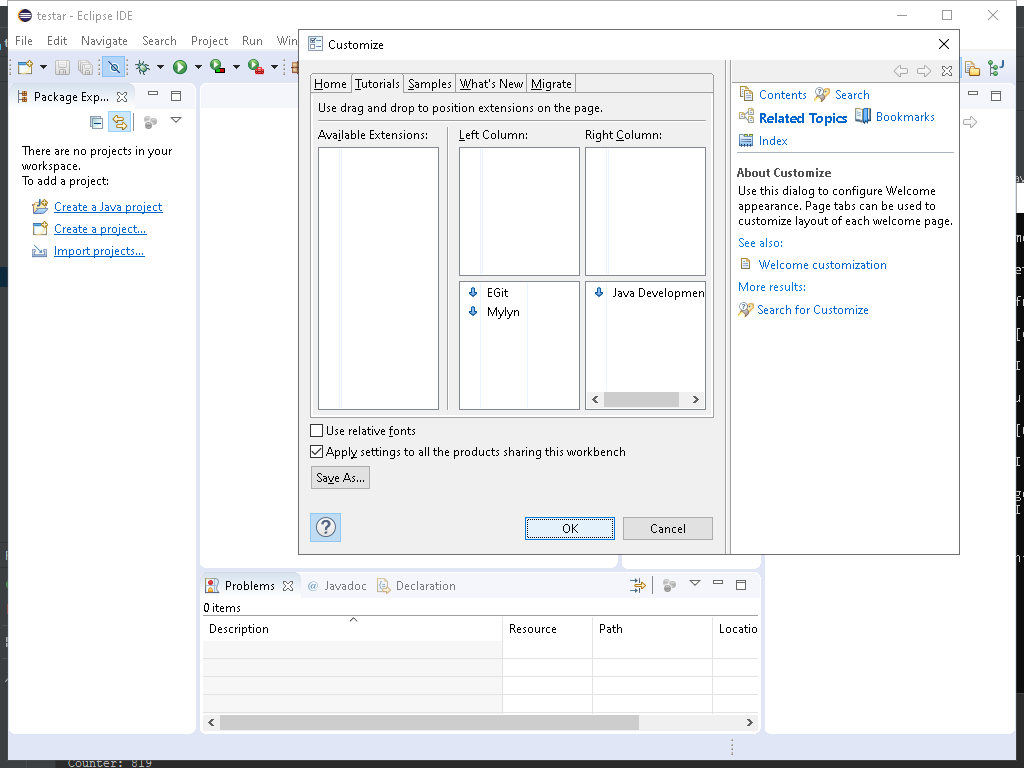 testar - Eclipse IDE
File Edit Navigate Search Project Run Win
Customize
Package Exp...
There are no projects in your
workspace.
To add a project:
Create a Java project
Create a project...
Import projects...
Home Tutorials Samples What's New Migrate
Use drag and drop to position extensions on the page.
Available Extensions: Left Column: Right Column:
EGit
Mylyn
Java Developmen
Use relative fonts
Apply settings to all the products sharing this workbench
Save As...
OK Cancel
Contents Search
Related Topics Bookmarks
Index
About Customize
Use this dialog to configure Welcome
appearance. Page tabs can be used to
customize layout of each welcome page.
See also:
Welcome customization
More results:
Search for Customize
Problems @ Javadoc Declaration
0 items
Description Resource Path Locatio
Counter: 819